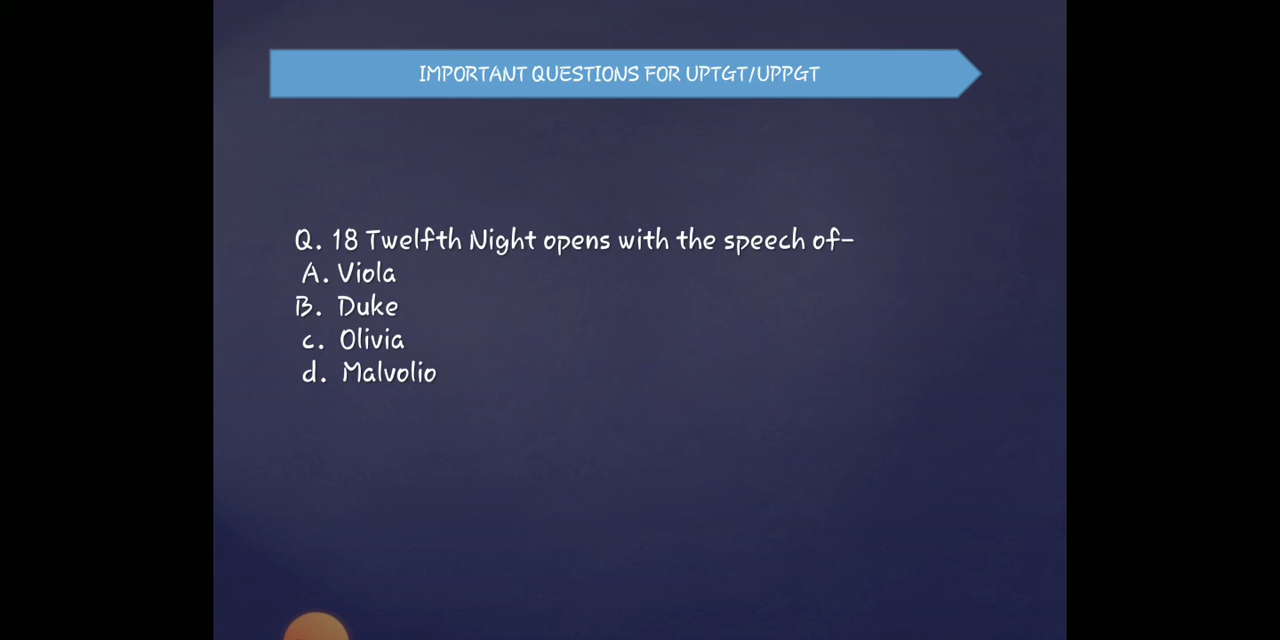 IMPORTANT QUESTIONS FOR UPTGT/UPPGT
Q. 18 Twelfth Night opens with the speech of-
A. Viola
B. Duke
c. Olivia
d. Malvolio